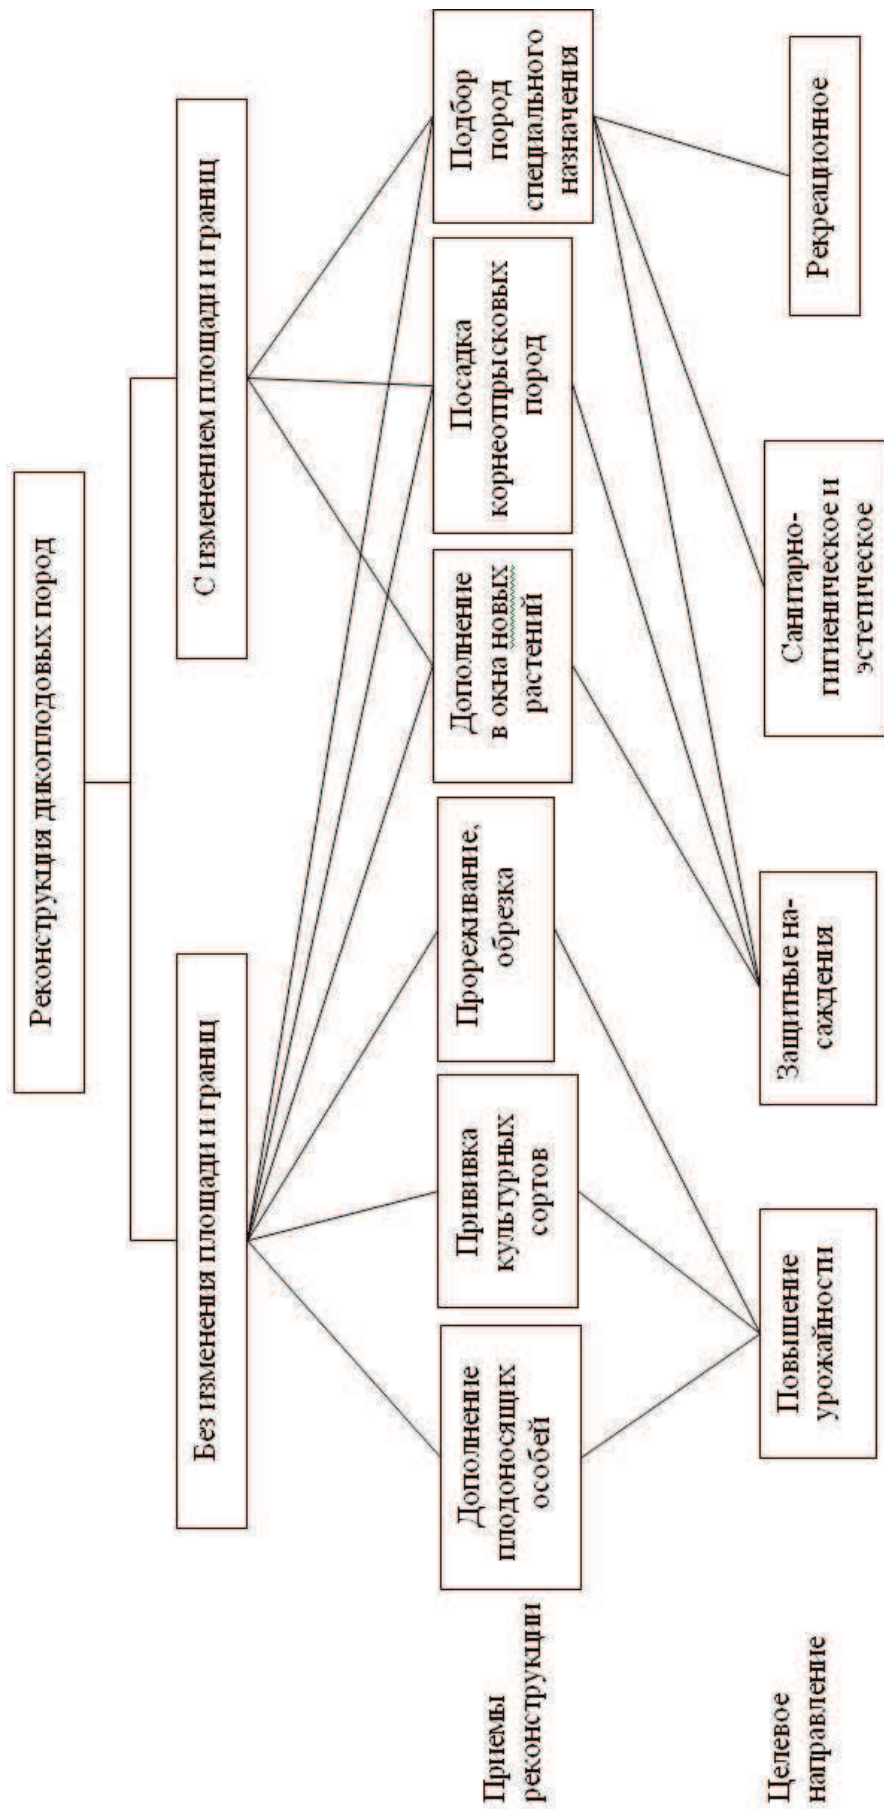 Реконструкция дикоплодовых пород
Без изменения площади и границ
С изменением площади и границ
Приемы
реконструкции
Дополнение
плодоносящих
особей
Прививка
культурных
сортов
Прореживание,
обрезка
Дополнение
в окна новых
растений
Посадка
корнеотпрысковых
пород
Подбор
пород
специального
назначения
Целевое
направление
Повышение
урожайности
Защитные на-
саждения
Санитарно-
гигиеническое и
эстетическое
Рекреационное